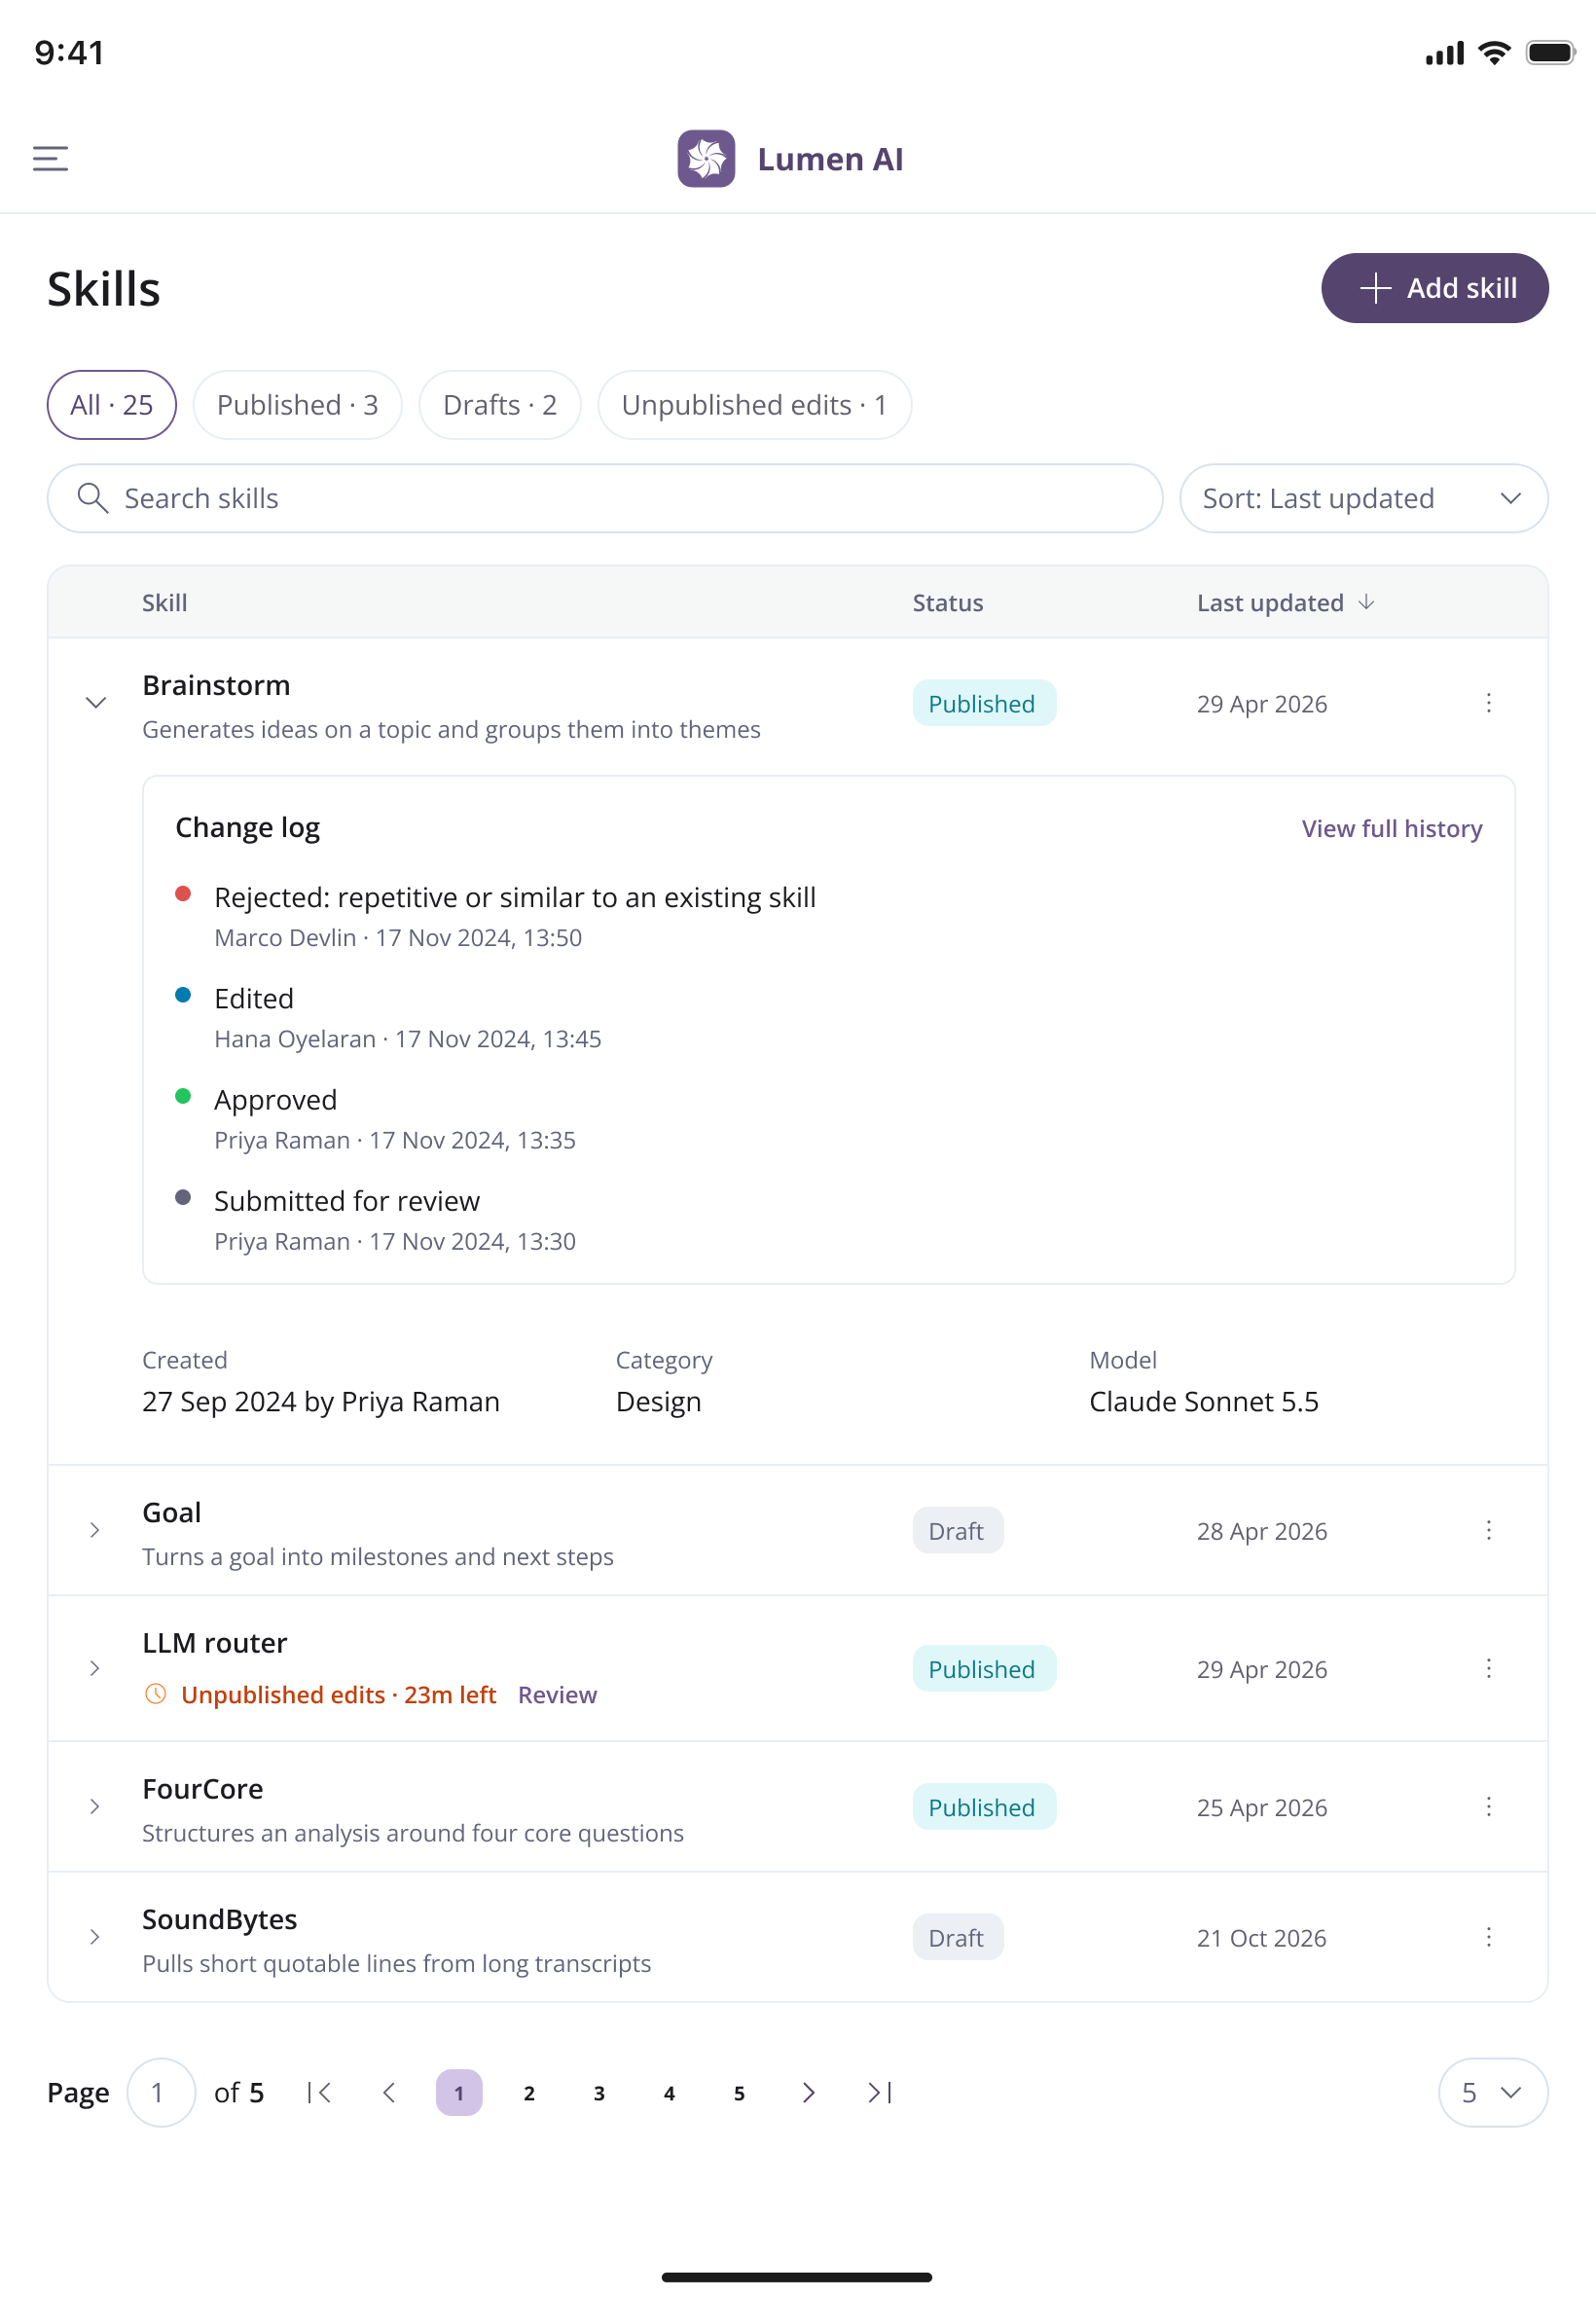 9:41
Lumen AI
Skills
Add skill
All · 25
Published · 3
Drafts · 2
Unpublished edits · 1
Search skills
Sort: Last updated
Skill
Status
Last updated
Brainstorm
Generates ideas on a topic and groups them into themes
Published
29 Apr 2026
Change log
View full history
Rejected: repetitive or similar to an existing skill
Marco Devlin · 17 Nov 2024, 13:50
Edited
Hana Oyelaran · 17 Nov 2024, 13:45
Approved
Priya Raman · 17 Nov 2024, 13:35
Submitted for review
Priya Raman · 17 Nov 2024, 13:30
Created
27 Sep 2024 by Priya Raman
Category
Design
Model
Claude Sonnet 5.5
Goal
Turns a goal into milestones and next steps
Draft
28 Apr 2026
LLM router
Unpublished edits · 23m left
Review
Published
29 Apr 2026
FourCore
Structures an analysis around four core questions
Published
25 Apr 2026
SoundBytes
Pulls short quotable lines from long transcripts
Draft
21 Oct 2026
Page 1 of 5
1 2 3 4 5
5